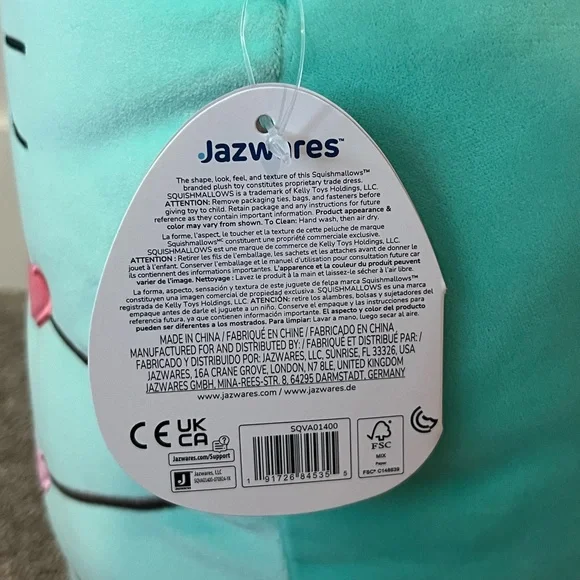 Jazwares™
The shape, look, feel, and texture of this Squishmallows™
branded plush toy constitutes proprietary trade dress.
SQUISHMALLOWS is a trademark of Kelly Toys Holdings, LLC.
ATTENTION: Remove packaging ties, bags, and fasteners before
giving toy to child. Retain package and any instructions for future
reference as they contain important information. Product appearance &
color may vary from shown. To Clean: Hand wash, then air dry.
La forme, l'aspect, le toucher et la texture de cette peluche de marque
Squishmallowsᴹᶜ constituent une propriété commerciale exclusive.
SQUISHMALLOWS est une marque de commerce de Kelly Toys Holdings, LLC.
ATTENTION : Retirer les fils de l'emballage, les sachets et les attaches avant de donner le
jouet à l'enfant. Conserver l'emballage et le manuel d'utilisation pour consultation future car
ils contiennent des informations importantes. L'apparence et la couleur du produit peuvent
varier de l'image. Nettoyage : Lavez le produit à la main et laissez-le sécher à l'air libre.
La forma, aspecto, sensación y textura de este juguete de felpa marca Squishmallows™
constituyen una imagen comercial de propiedad exclusiva. SQUISHMALLOWS es una marca
registrada de Kelly Toys Holdings, LLC. ATENCIÓN: retire los alambres, bolsas y sujetadores del
empaque antes de darle el juguete a un niño. Conserve el empaque y las instrucciones para
referencia futura, ya que contienen información importante. El aspecto y color del producto
pueden ser diferentes a los mostrados. Para limpiar: Lavar a mano, luego secar al aire.
MADE IN CHINA / FABRIQUÉ EN CHINE / FABRICADO EN CHINA
MANUFACTURED FOR AND DISTRIBUTED BY: / FABRIQUÉ ET DISTRIBUÉ PAR: /
FABRICADO Y DISTRIBUIDO POR: JAZWARES, LLC, SUNRISE, FL 33326, USA
JAZWARES, 16A CRANE GROVE, LONDON, N7 8LE, UNITED KINGDOM
JAZWARES GMBH, MINA-REES-STR. 8, 64295 DARMSTADT, GERMANY
www.jazwares.com / www.jazwares.de
CE UK CA
Jazwares.com/Support
Jazwares, LLC
SQVA01400
1 91726 84535 5
FSC
MIX
Paper
FSC® C148839